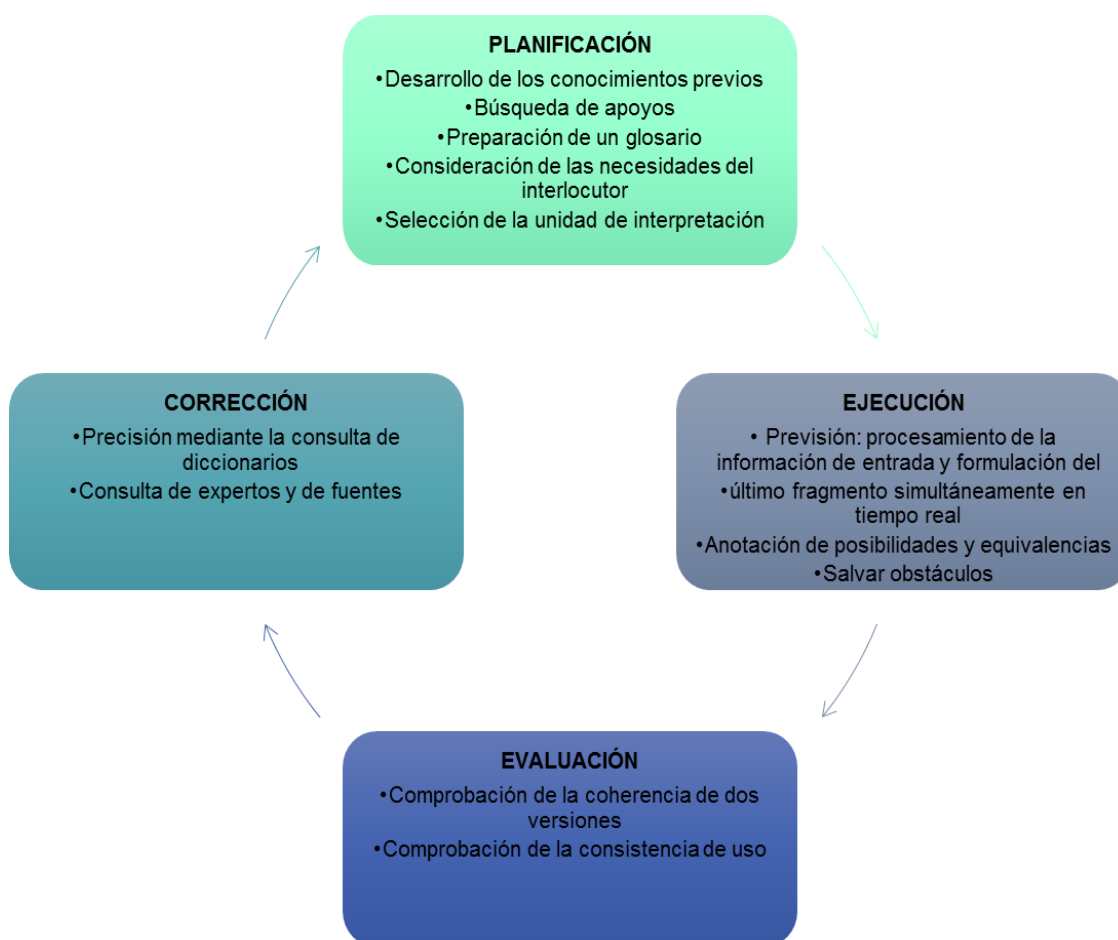 PLANIFICACIÓN
•Desarrollo de los conocimientos previos
•Búsqueda de apoyos
•Preparación de un glosario
•Consideración de las necesidades del
interlocutor
•Selección de la unidad de interpretación
EJECUCIÓN
• Previsión: procesamiento de la
información de entrada y formulación del
•último fragmento simultáneamente en
tiempo real
•Anotación de posibilidades y equivalencias
•Salvar obstáculos
EVALUACIÓN
•Comprobación de la coherencia de dos
versiones
•Comprobación de la consistencia de uso
CORRECCIÓN
•Precisión mediante la consulta de
diccionarios
•Consulta de expertos y de fuentes